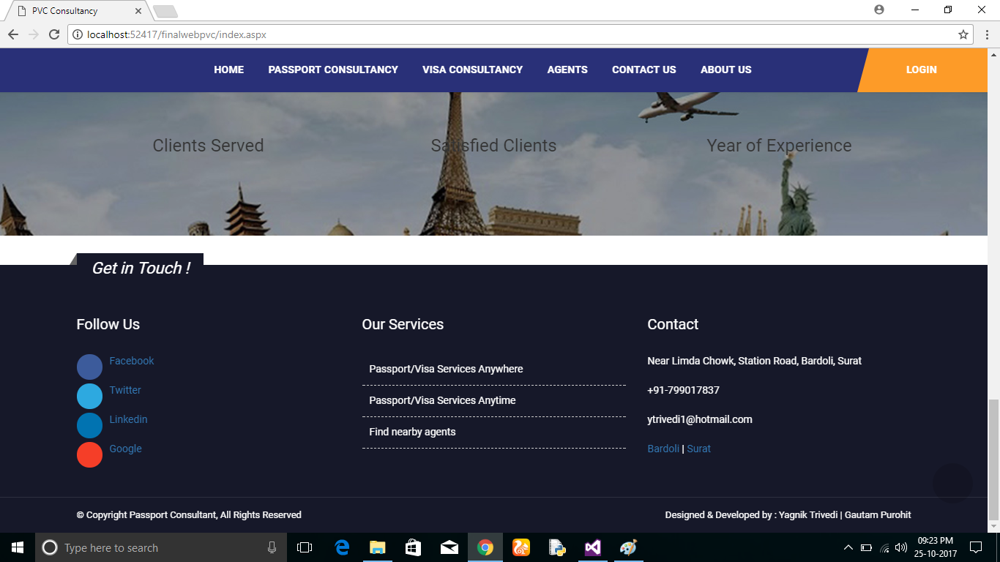 PVC Consultancy
localhost:52417/finalwebpvc/index.aspx
HOME PASSPORT CONSULTANCY VISA CONSULTANCY AGENTS CONTACT US ABOUT US LOGIN
Clients Served Satisfied Clients Year of Experience
Get in Touch !
Follow Us
Facebook
Twitter
Linkedin
Google
Our Services
Passport/Visa Services Anywhere
Passport/Visa Services Anytime
Find nearby agents
Contact
Near Limda Chowk, Station Road, Bardoli, Surat
+91-799017837
ytrivedi1@hotmail.com
Bardoli | Surat
© Copyright Passport Consultant, All Rights Reserved
Designed & Developed by : Yagnik Trivedi | Gautam Purohit
Type here to search
09:23 PM
25-10-2017